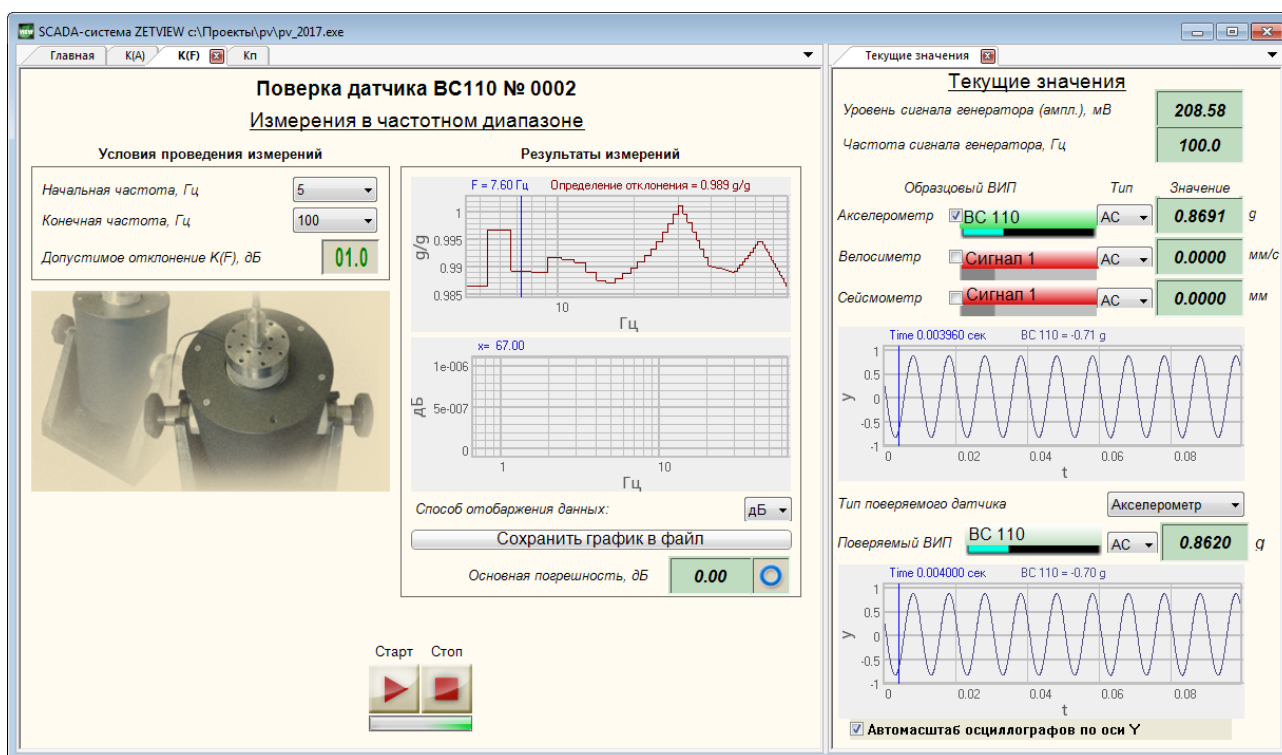 SCADA-система ZETVIEW c:\Проекты\pv\pv_2017.exe
Главная K(A) K(F) Кп
Поверка датчика ВС110 № 0002
Измерения в частотном диапазоне
Условия проведения измерений
Начальная частота, Гц 5
Конечная частота, Гц 100
Допустимое отклонение K(F), дБ 01.0
Результаты измерений
F = 7.60 Гц Определение отклонения = 0.989 g/g
g/g
1
0.995
0.99
0.985
10
Гц
x= 67.00
дБ
1e-006
5e-007
0
1 10
Гц
Способ отобаржения данных: дБ
Сохранить график в файл
Основная погрешность, дБ 0.00
Старт Стоп
Текущие значения
Текущие значения
Уровень сигнала генератора (ампл.), мВ 208.58
Частота сигнала генератора, Гц 100.0
Образцовый ВИП Тип Значение
Акселерометр ВС 110 AC 0.8691 g
Велосиметр Сигнал 1 AC 0.0000 мм/с
Сейсмометр Сигнал 1 AC 0.0000 мм
Time 0.003960 сек ВС 110 = -0.71 g
y
1
0.5
0
-0.5
-1
0 0.02 0.04 0.06 0.08
t
Тип поверяемого датчика Акселерометр
Поверяемый ВИП ВС 110 AC 0.8620 g
Time 0.004000 сек ВС 110 = -0.70 g
y
1
0.5
0
-0.5
-1
0 0.02 0.04 0.06 0.08
t
Автомасштаб осциллографов по оси Y